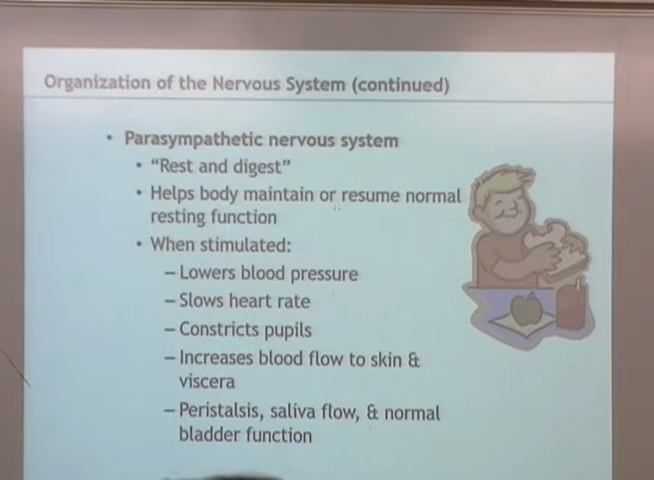 Organization of the Nervous System (continued)
• Parasympathetic nervous system
• “Rest and digest”
• Helps body maintain or resume normal
resting function
• When stimulated:
– Lowers blood pressure
– Slows heart rate
– Constricts pupils
– Increases blood flow to skin &
viscera
– Peristalsis, saliva flow, & normal
bladder function